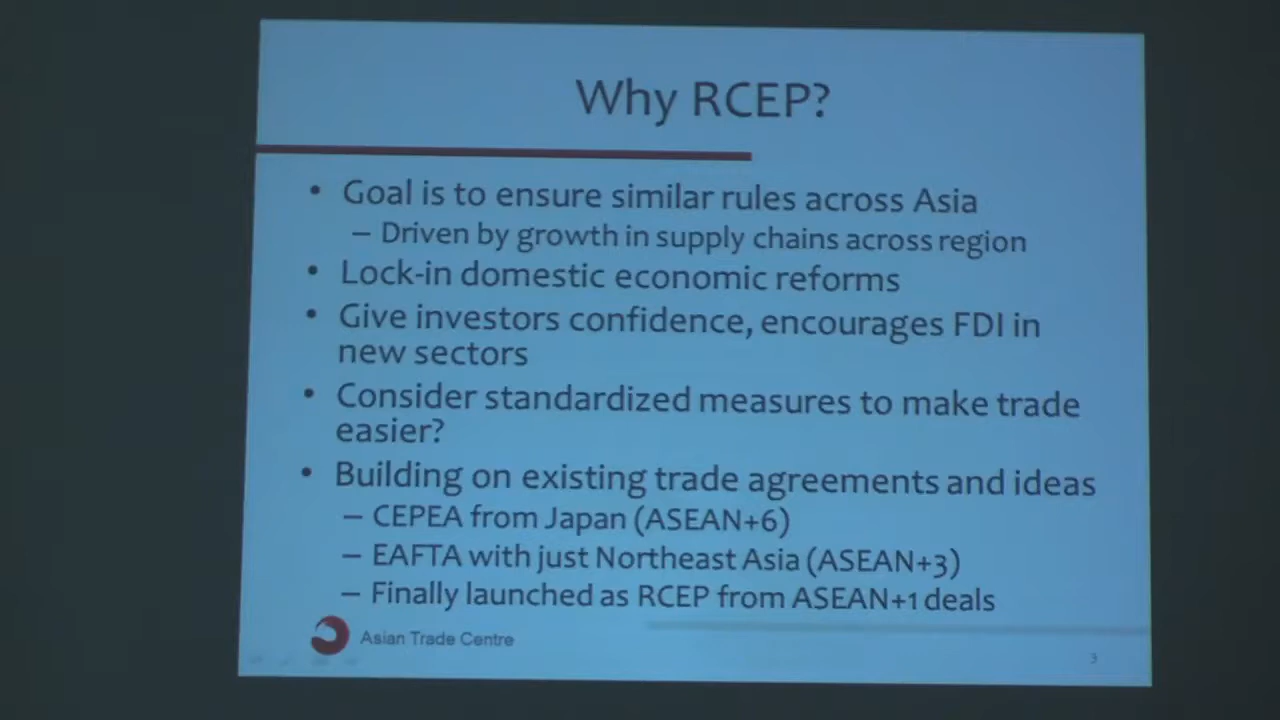 Why RCEP?
• Goal is to ensure similar rules across Asia
– Driven by growth in supply chains across region
• Lock-in domestic economic reforms
• Give investors confidence, encourages FDI in
new sectors
• Consider standardized measures to make trade
easier?
• Building on existing trade agreements and ideas
– CEPEA from Japan (ASEAN+6)
– EAFTA with just Northeast Asia (ASEAN+3)
– Finally launched as RCEP from ASEAN+1 deals
Asian Trade Centre
3